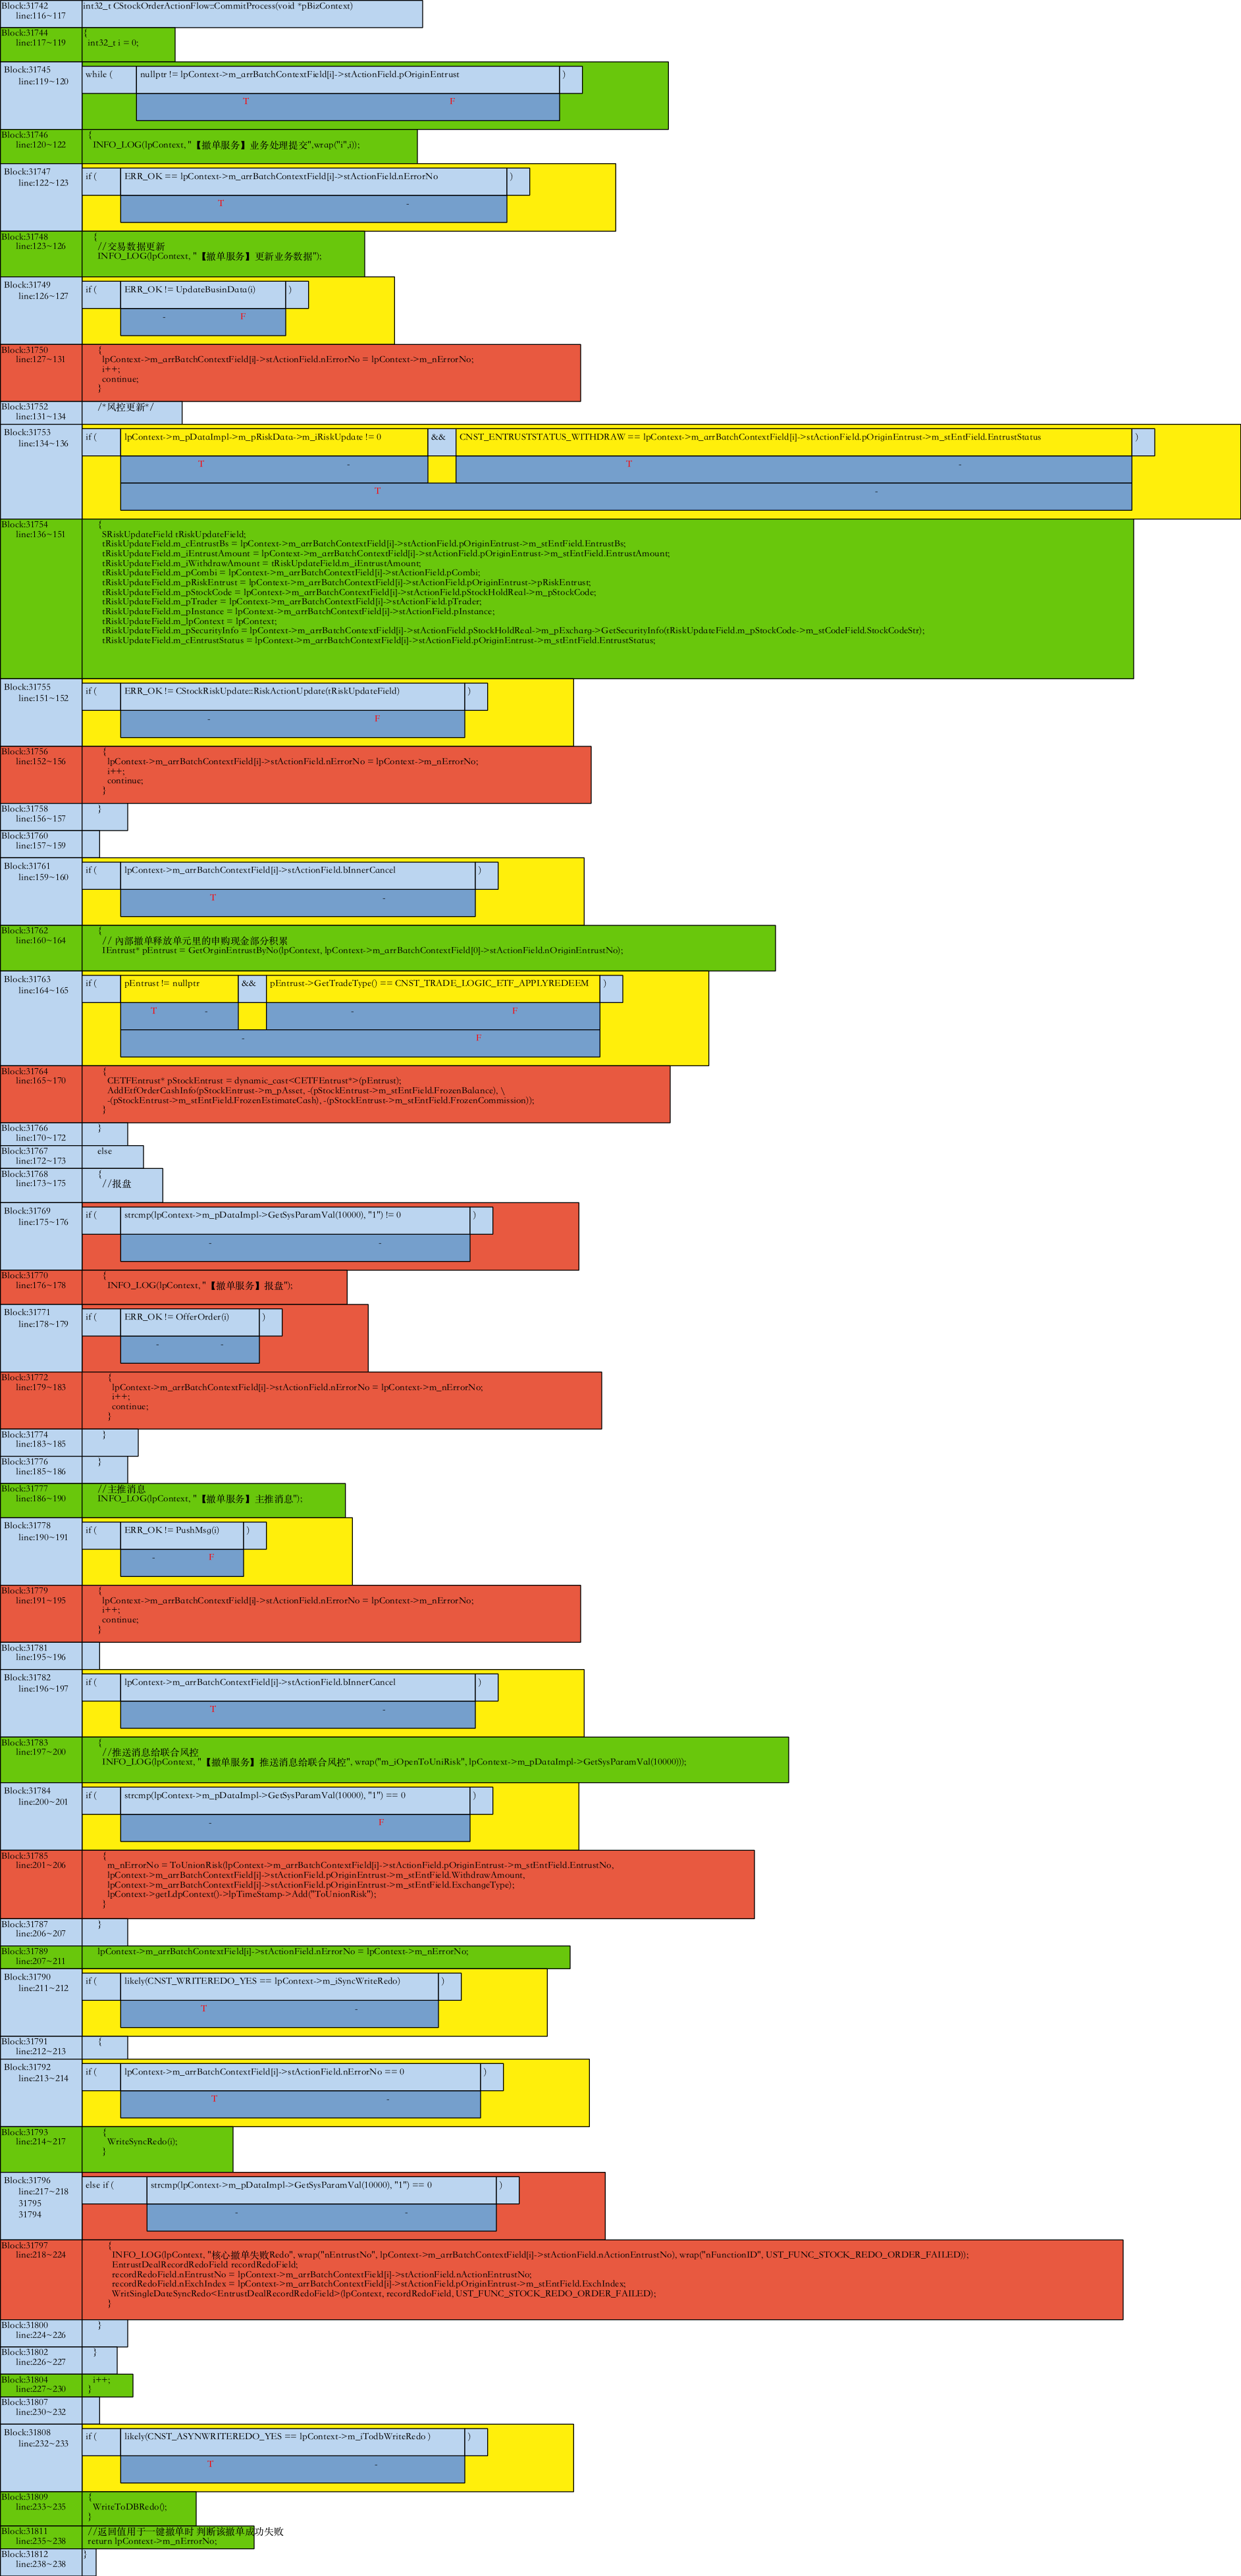 Block:31742 int32_t CStockOrderActionFlow::CommitProcess(void *pBizContext)
line:116~117
Block:31744 {
line:117~119 int32_t i = 0;
Block:31745
line:119~120 while ( nullptr != lpContext->m_arrBatchContextField[i]->stActionField.pOriginEntrust )
T F
Block:31746 {
line:120~122 INFO_LOG(lpContext, "【撤单服务】业务处理提交",wrap("i",i));
Block:31747
line:122~123 if ( ERR_OK == lpContext->m_arrBatchContextField[i]->stActionField.nErrorNo )
T -
Block:31748 {
line:123~126 //交易数据更新
INFO_LOG(lpContext, "【撤单服务】更新业务数据");
Block:31749
line:126~127 if ( ERR_OK != UpdateBusinData(i) )
- F
Block:31750 {
line:127~131 lpContext->m_arrBatchContextField[i]->stActionField.nErrorNo = lpContext->m_nErrorNo;
i++;
continue;
}
Block:31752 /*风控更新*/
line:131~134
Block:31753
line:134~136 if ( lpContext->m_pDataImpl->m_pRiskData->m_iRiskUpdate != 0 && CNST_ENTRUSTSTATUS_WITHDRAW == lpContext->m_arrBatchContextField[i]->stActionField.pOriginEntrust->m_stEntField.EntrustStatus )
T - T -
T -
Block:31754 {
line:136~151 SRiskUpdateField tRiskUpdateField;
tRiskUpdateField.m_cEntrustBs = lpContext->m_arrBatchContextField[i]->stActionField.pOriginEntrust->m_stEntField.EntrustBs;
tRiskUpdateField.m_iEntrustAmount = lpContext->m_arrBatchContextField[i]->stActionField.pOriginEntrust->m_stEntField.EntrustAmount;
tRiskUpdateField.m_iWithdrawAmount = tRiskUpdateField.m_iEntrustAmount;
tRiskUpdateField.m_pCombi = lpContext->m_arrBatchContextField[i]->stActionField.pCombi;
tRiskUpdateField.m_pRiskEntrust = lpContext->m_arrBatchContextField[i]->stActionField.pOriginEntrust->pRiskEntrust;
tRiskUpdateField.m_pStockCode = lpContext->m_arrBatchContextField[i]->stActionField.pStockHoldReal->m_pStockCode;
tRiskUpdateField.m_pTrader = lpContext->m_arrBatchContextField[i]->stActionField.pTrader;
tRiskUpdateField.m_pInstance = lpContext->m_arrBatchContextField[i]->stActionField.pInstance;
tRiskUpdateField.m_lpContext = lpContext;
tRiskUpdateField.m_pSecurityInfo = lpContext->m_arrBatchContextField[i]->stActionField.pStockHoldReal->m_pExcharg->GetSecurityInfo(tRiskUpdateField.m_pStockCode->m_stCodeField.StockCodeStr);
tRiskUpdateField.m_cEntrustStatus = lpContext->m_arrBatchContextField[i]->stActionField.pOriginEntrust->m_stEntField.EntrustStatus;
Block:31755
line:151~152 if ( ERR_OK != CStockRiskUpdate::RiskActionUpdate(tRiskUpdateField) )
- F
Block:31756 {
line:152~156 lpContext->m_arrBatchContextField[i]->stActionField.nErrorNo = lpContext->m_nErrorNo;
i++;
continue;
}
Block:31758 }
line:156~157
Block:31760
line:157~159
Block:31761
line:159~160 if ( lpContext->m_arrBatchContextField[i]->stActionField.bInnerCancel )
T -
Block:31762 {
line:160~164 // 内部撤单释放单元里的申购现金部分积累
IEntrust* pEntrust = GetOrginEntrustByNo(lpContext, lpContext->m_arrBatchContextField[0]->stActionField.nOriginEntrustNo);
Block:31763
line:164~165 if ( pEntrust != nullptr && pEntrust->GetTradeType() == CNST_TRADE_LOGIC_ETF_APPLYREDEEM )
T - - F
- F
Block:31764 {
line:165~170 CETFEntrust* pStockEntrust = dynamic_cast<CETFEntrust*>(pEntrust);
AddEtfOrderCashInfo(pStockEntrust->m_pAsset, -(pStockEntrust->m_stEntField.FrozenBalance), \
-(pStockEntrust->m_stEntField.FrozenEstimateCash), -(pStockEntrust->m_stEntField.FrozenCommission));
}
Block:31766 }
line:170~172
Block:31767 else
line:172~173
Block:31768 {
line:173~175 //报盘
Block:31769
line:175~176 if ( strcmp(lpContext->m_pDataImpl->GetSysParamVal(10000), "1") != 0 )
- -
Block:31770 {
line:176~178 INFO_LOG(lpContext, "【撤单服务】报盘");
Block:31771
line:178~179 if ( ERR_OK != OfferOrder(i) )
- -
Block:31772 {
line:179~183 lpContext->m_arrBatchContextField[i]->stActionField.nErrorNo = lpContext->m_nErrorNo;
i++;
continue;
}
Block:31774 }
line:183~185
Block:31776 }
line:185~186
Block:31777 //主推消息
line:186~190 INFO_LOG(lpContext, "【撤单服务】主推消息");
Block:31778
line:190~191 if ( ERR_OK != PushMsg(i) )
- F
Block:31779 {
line:191~195 lpContext->m_arrBatchContextField[i]->stActionField.nErrorNo = lpContext->m_nErrorNo;
i++;
continue;
}
Block:31781
line:195~196
Block:31782
line:196~197 if ( lpContext->m_arrBatchContextField[i]->stActionField.bInnerCancel )
T -
Block:31783 {
line:197~200 //推送消息给联合风控
INFO_LOG(lpContext, "【撤单服务】推送消息给联合风控", wrap("m_iOpenToUniRisk", lpContext->m_pDataImpl->GetSysParamVal(10000)));
Block:31784
line:200~201 if ( strcmp(lpContext->m_pDataImpl->GetSysParamVal(10000), "1") == 0 )
- F
Block:31785 {
line:201~206 m_nErrorNo = ToUnionRisk(lpContext->m_arrBatchContextField[i]->stActionField.pOriginEntrust->m_stEntField.EntrustNo,
lpContext->m_arrBatchContextField[i]->stActionField.pOriginEntrust->m_stEntField.WithdrawAmount,
lpContext->m_arrBatchContextField[i]->stActionField.pOriginEntrust->m_stEntField.ExchangeType);
lpContext->getLdpContext()->lpTimeStamp->Add("ToUnionRisk");
}
Block:31787 }
line:206~207
Block:31789 lpContext->m_arrBatchContextField[i]->stActionField.nErrorNo = lpContext->m_nErrorNo;
line:207~211
Block:31790
line:211~212 if ( likely(CNST_WRITEREDO_YES == lpContext->m_iSyncWriteRedo) )
T -
Block:31791 {
line:212~213
Block:31792
line:213~214 if ( lpContext->m_arrBatchContextField[i]->stActionField.nErrorNo == 0 )
T -
Block:31793 {
line:214~217 WriteSyncRedo(i);
}
Block:31796
line:217~218 else if ( strcmp(lpContext->m_pDataImpl->GetSysParamVal(10000), "1") == 0 )
31795
31794 - -
Block:31797 {
line:218~224 INFO_LOG(lpContext, "核心撤单失败Redo", wrap("nEntrustNo", lpContext->m_arrBatchContextField[i]->stActionField.nActionEntrustNo), wrap("nFunctionID", UST_FUNC_STOCK_REDO_ORDER_FAILED));
EntrustDealRecordRedoField recordRedoField;
recordRedoField.nEntrustNo = lpContext->m_arrBatchContextField[i]->stActionField.nActionEntrustNo;
recordRedoField.nExchIndex = lpContext->m_arrBatchContextField[i]->stActionField.pOriginEntrust->m_stEntField.ExchIndex;
WritSingleDateSyncRedo<EntrustDealRecordRedoField>(lpContext, recordRedoField, UST_FUNC_STOCK_REDO_ORDER_FAILED);
}
Block:31800 }
line:224~226
Block:31802 }
line:226~227
Block:31804 i++;
line:227~230 }
Block:31807
line:230~232
Block:31808
line:232~233 if ( likely(CNST_ASYNWRITEREDO_YES == lpContext->m_iTodbWriteRedo ) )
T -
Block:31809 {
line:233~235 WriteToDBRedo();
}
Block:31811 //返回值用于一键撤单时 判断该撤单成功失败
line:235~238 return lpContext->m_nErrorNo;
Block:31812 }
line:238~238